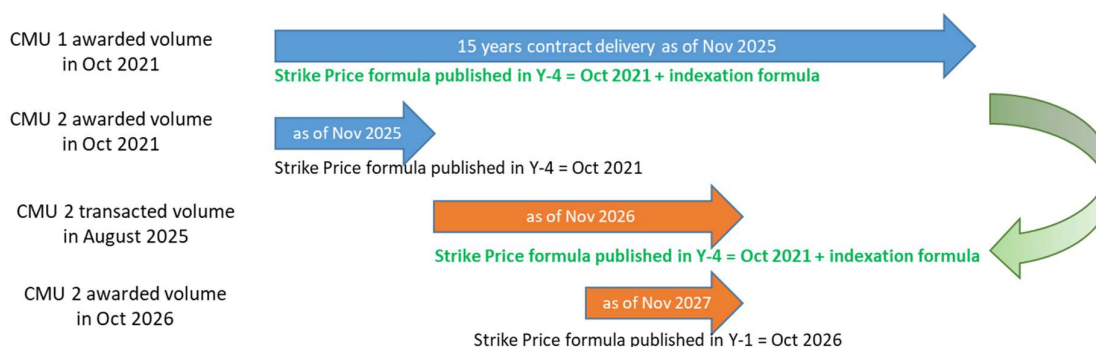 CMU 1 awarded volume
in Oct 2021
15 years contract delivery as of Nov 2025
Strike Price formula published in Y-4 = Oct 2021 + indexation formula
CMU 2 awarded volume
in Oct 2021
as of Nov 2025
Strike Price formula published in Y-4 = Oct 2021
CMU 2 transacted volume
in August 2025
as of Nov 2026
Strike Price formula published in Y-4 = Oct 2021 + indexation formula
CMU 2 awarded volume
in Oct 2026
as of Nov 2027
Strike Price formula published in Y-1 = Oct 2026